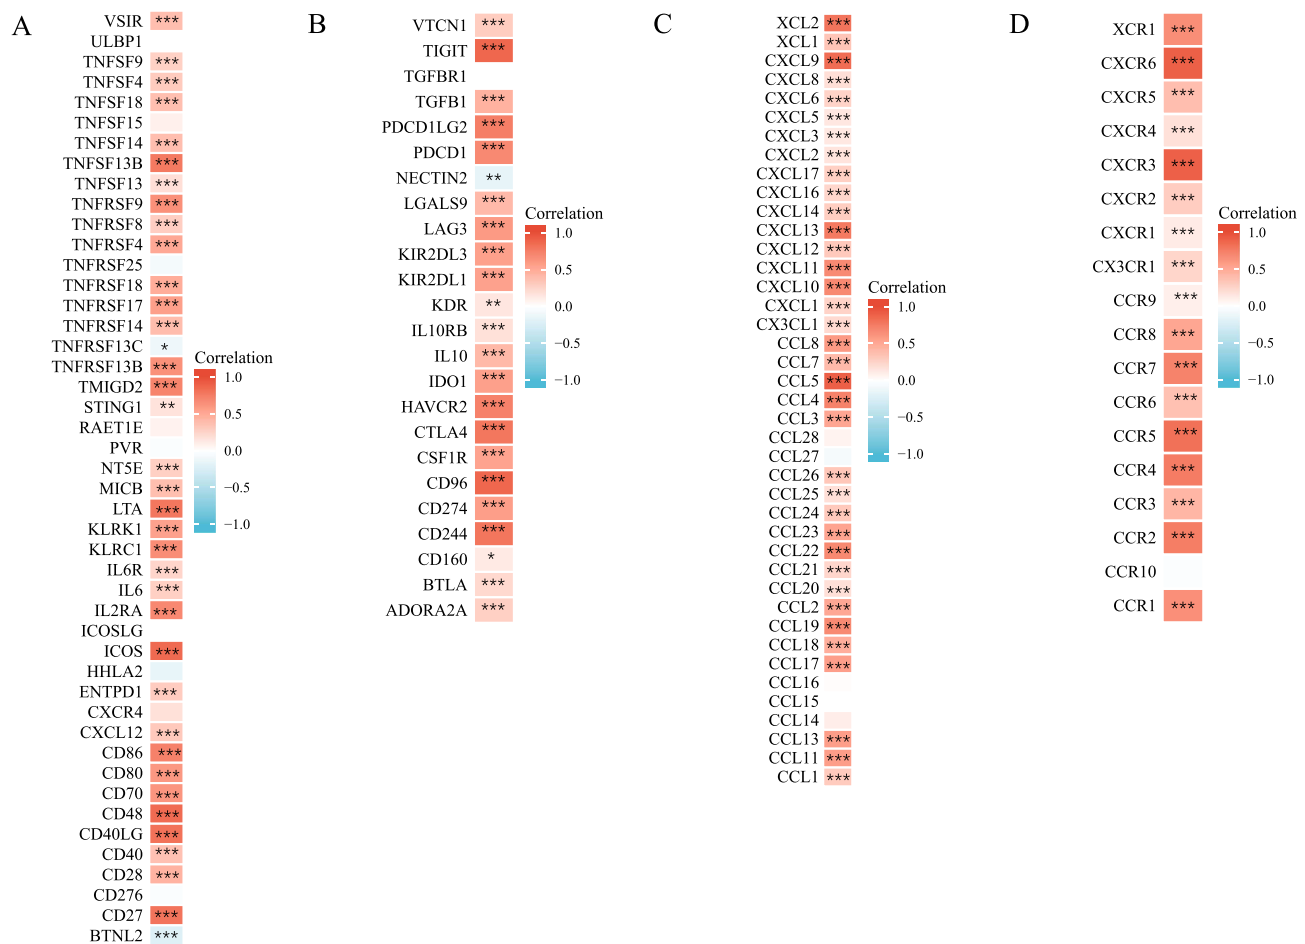 A
VSIR ***
ULBP1
TNFSF9 ***
TNFSF4 ***
TNFSF18 ***
TNFSF15
TNFSF14 ***
TNFSF13B ***
TNFSF13 ***
TNFRSF9 ***
TNFRSF8 ***
TNFRSF4 ***
TNFRSF25
TNFRSF18 ***
TNFRSF17 ***
TNFRSF14 ***
TNFRSF13C *
TNFRSF13B ***
TMIGD2 ***
STING1 **
RAET1E
PVR
NT5E ***
MICB ***
LTA ***
KLRK1 ***
KLRC1 ***
IL6R ***
IL6 ***
IL2RA ***
ICOSLG
ICOS ***
HHLA2
ENTPD1 ***
CXCR4
CXCL12 ***
CD86 ***
CD80 ***
CD70 ***
CD48 ***
CD40LG ***
CD40 ***
CD28 ***
CD276
CD27 ***
BTNL2 ***
Correlation
1.0
0.5
0.0
−0.5
−1.0
B
VTCN1 ***
TIGIT ***
TGFBR1
TGFB1 ***
PDCD1LG2 ***
PDCD1 ***
NECTIN2 **
LGALS9 ***
LAG3 ***
KIR2DL3 ***
KIR2DL1 ***
KDR **
IL10RB ***
IL10 ***
IDO1 ***
HAVCR2 ***
CTLA4 ***
CSF1R ***
CD96 ***
CD274 ***
CD244 ***
CD160 *
BTLA ***
ADORA2A ***
Correlation
1.0
0.5
0.0
−0.5
−1.0
C
XCL2 ***
XCL1 ***
CXCL9 ***
CXCL8 ***
CXCL6 ***
CXCL5 ***
CXCL3 ***
CXCL2 ***
CXCL17 ***
CXCL16 ***
CXCL14 ***
CXCL13 ***
CXCL12 ***
CXCL11 ***
CXCL10 ***
CXCL1 ***
CX3CL1 ***
CCL8 ***
CCL7 ***
CCL5 ***
CCL4 ***
CCL3 ***
CCL28
CCL27
CCL26 ***
CCL25 ***
CCL24 ***
CCL23 ***
CCL22 ***
CCL21 ***
CCL20 ***
CCL2 ***
CCL19 ***
CCL18 ***
CCL17 ***
CCL16
CCL15
CCL14
CCL13 ***
CCL11 ***
CCL1 ***
Correlation
1.0
0.5
0.0
−0.5
−1.0
D
XCR1 ***
CXCR6 ***
CXCR5 ***
CXCR4 ***
CXCR3 ***
CXCR2 ***
CXCR1 ***
CX3CR1 ***
CCR9 ***
CCR8 ***
CCR7 ***
CCR6 ***
CCR5 ***
CCR4 ***
CCR3 ***
CCR2 ***
CCR10
CCR1 ***
Correlation
1.0
0.5
0.0
−0.5
−1.0